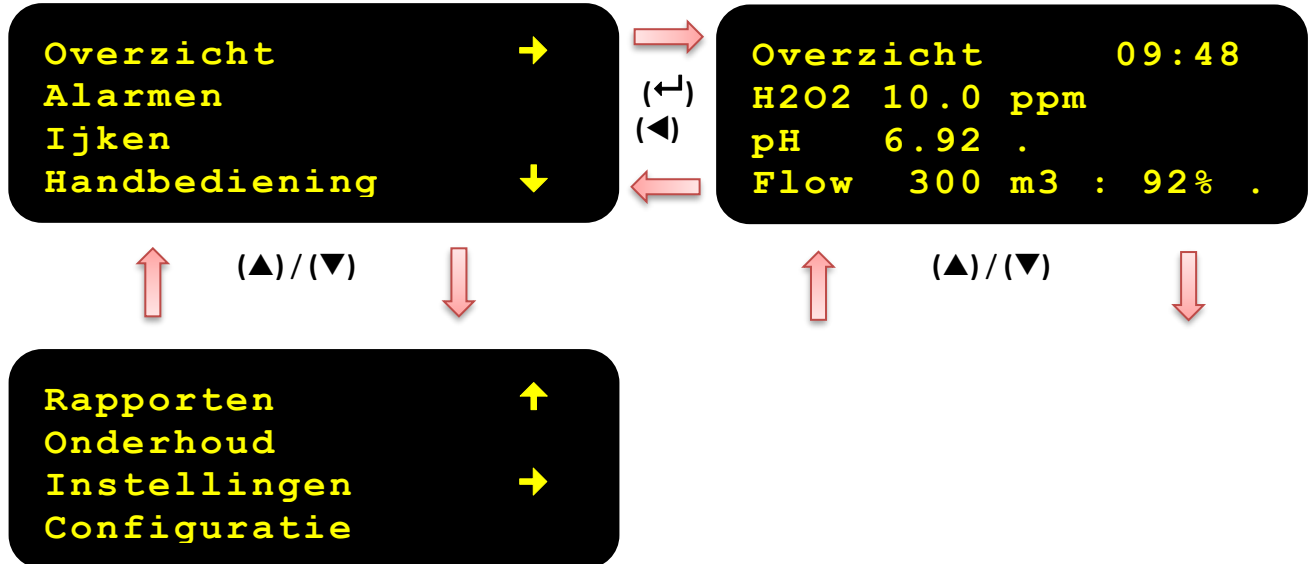 Overzicht →
Alarmen
Ijken
Handbediening ↓
(↵)
(◀)
Overzicht 09:48
H2O2 10.0 ppm
pH 6.92 .
Flow 300 m3 : 92% .
(▲) / (▼)
(▲) / (▼)
Rapporten ↑
Onderhoud
Instellingen →
Configuratie